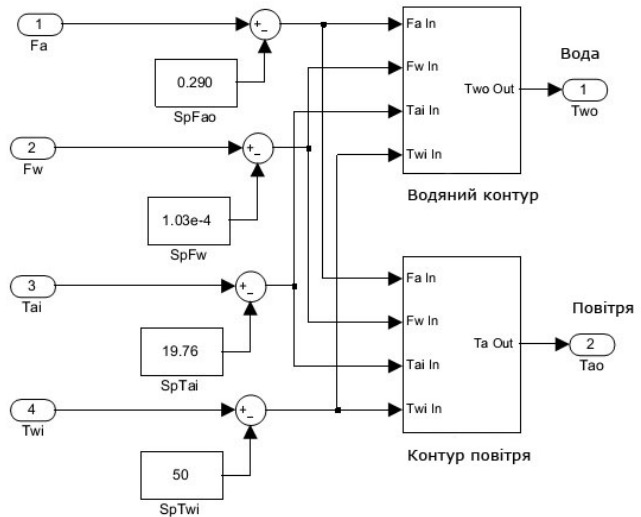 1
Fa
0.290
SpFao
2
Fw
1.03e-4
SpFw
3
Tai
19.76
SpTai
4
Twi
50
SpTwi
Fa In
Fw In
Tai In
Twi In
Two Out
Водяний контур
Вода
1
Two
Fa In
Fw In
Tai In
Twi In
Ta Out
Контур повітря
Повітря
2
Tao